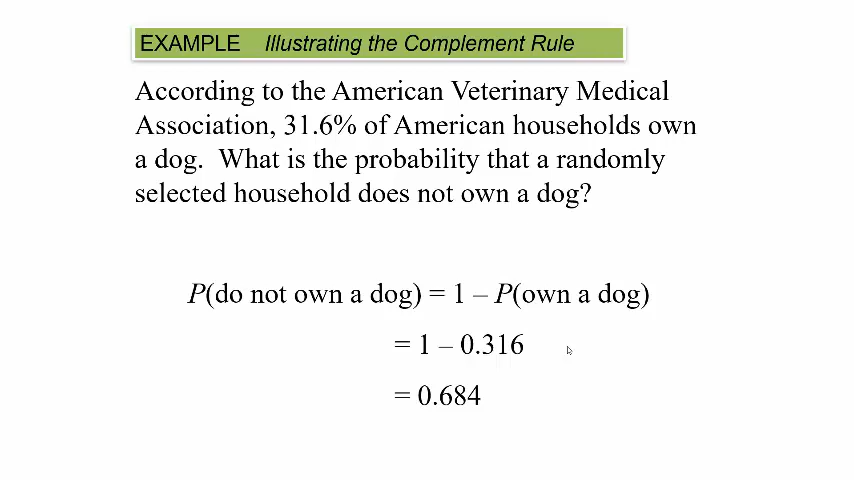 EXAMPLE Illustrating the Complement Rule
According to the American Veterinary Medical
Association, 31.6% of American households own
a dog. What is the probability that a randomly
selected household does not own a dog?
P(do not own a dog) = 1 – P(own a dog)
= 1 – 0.316
= 0.684